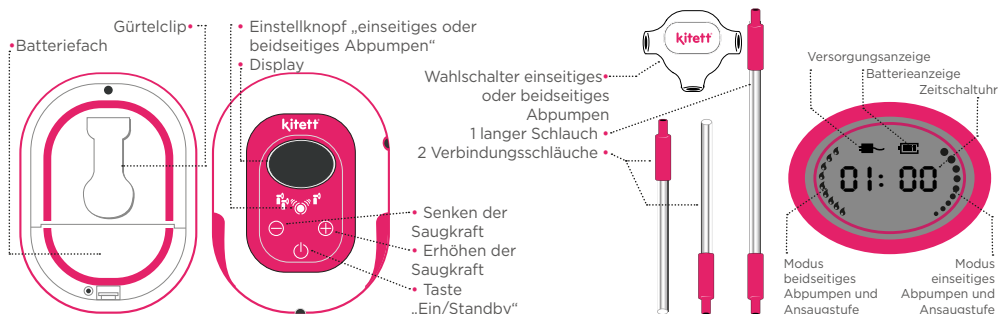 Gürtelclip•
•Batteriefach
• Einstellknopf „einseitiges oder
beidseitiges Abpumpen“
• Display
kitett
• Senken der
Saugkraft
• Erhöhen der
Saugkraft
• Taste
„Ein/Standby“
kitett
Wahlschalter einseitiges•
oder beidseitiges
Abpumpen
1 langer Schlauch •
2 Verbindungsschläuche •
Versorgungsanzeige
Batterieanzeige
Zeitschaltuhr
01: 00
Modus
beidseitiges
Abpumpen und
Ansaugstufe
Modus
einseitiges
Abpumpen und
Ansaugstufe